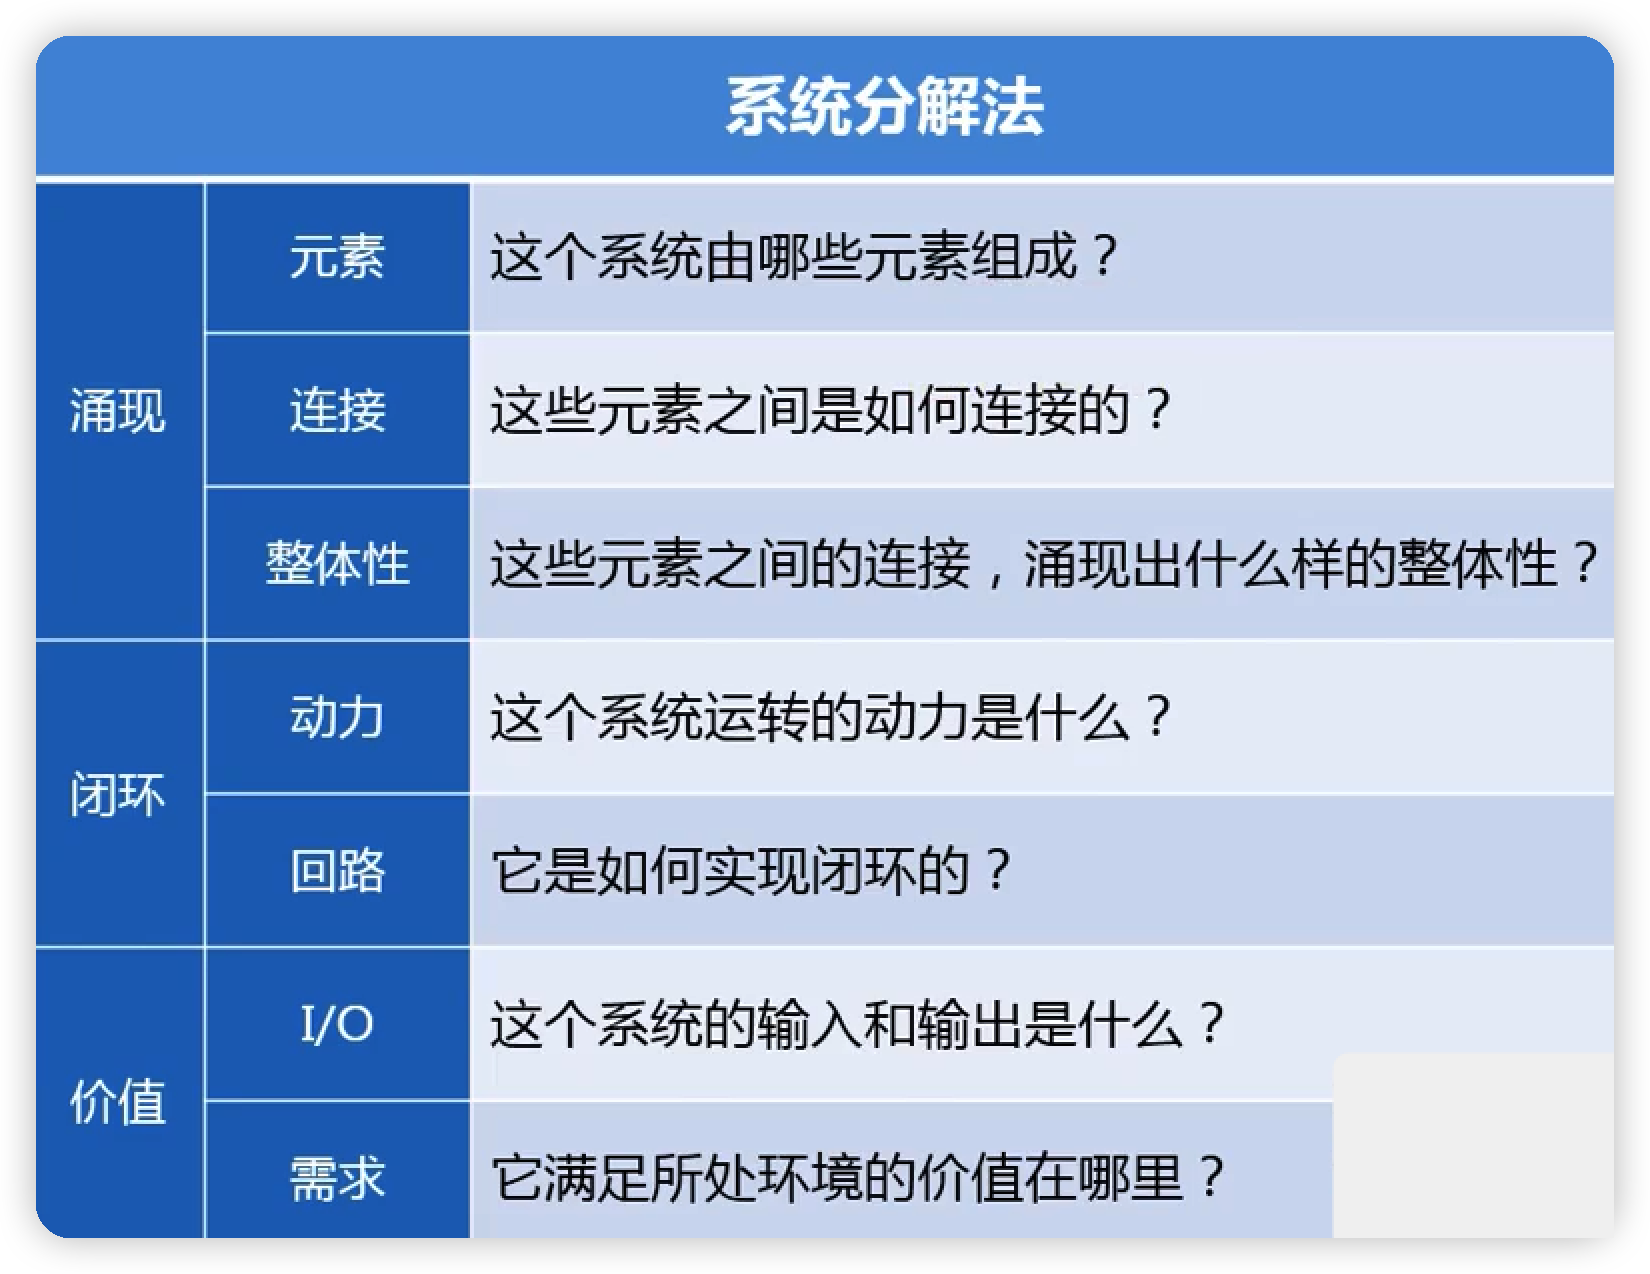 系统分解法
涌现
元素
这个系统由哪些元素组成？
连接
这些元素之间是如何连接的？
整体性
这些元素之间的连接，涌现出什么样的整体性？
闭环
动力
这个系统运转的动力是什么？
回路
它是如何实现闭环的？
价值
I/O
这个系统的输入和输出是什么？
需求
它满足所处环境的价值在哪里？